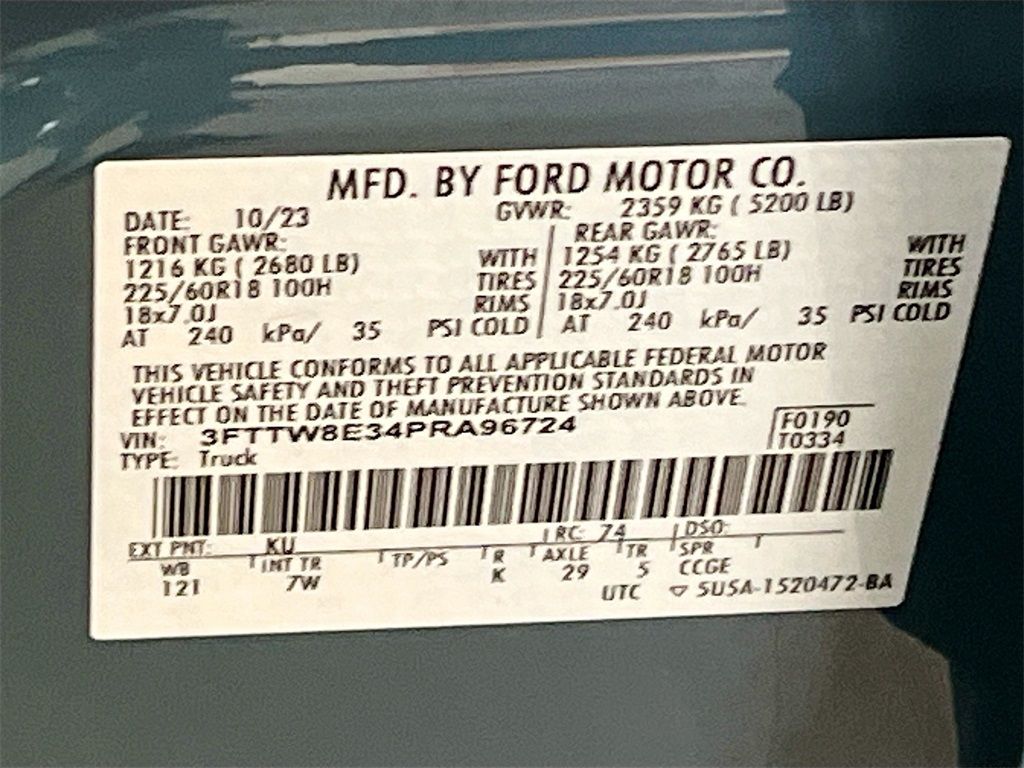 MFD. BY FORD MOTOR CO.
DATE: 10/23 GVWR: 2359 KG ( 5200 LB)
FRONT GAWR: REAR GAWR:
1216 KG ( 2680 LB) WITH 1254 KG ( 2765 LB) WITH
225/60R18 100H TIRES 225/60R18 100H TIRES
18x7.0J RIMS 18x7.0J RIMS
AT 240 kPa/ 35 PSI COLD AT 240 kPa/ 35 PSI COLD
THIS VEHICLE CONFORMS TO ALL APPLICABLE FEDERAL MOTOR
VEHICLE SAFETY AND THEFT PREVENTION STANDARDS IN
EFFECT ON THE DATE OF MANUFACTURE SHOWN ABOVE.
VIN: 3FTTW8E34PRA96724 F0190
TYPE: Truck T0334
EXT PNT: KU RC: 74 DSO:
WB INT TR TP/PS R AXLE TR SPR
121 7W K 29 5 CCGE
UTC ▽ 5USA-1520472-BA